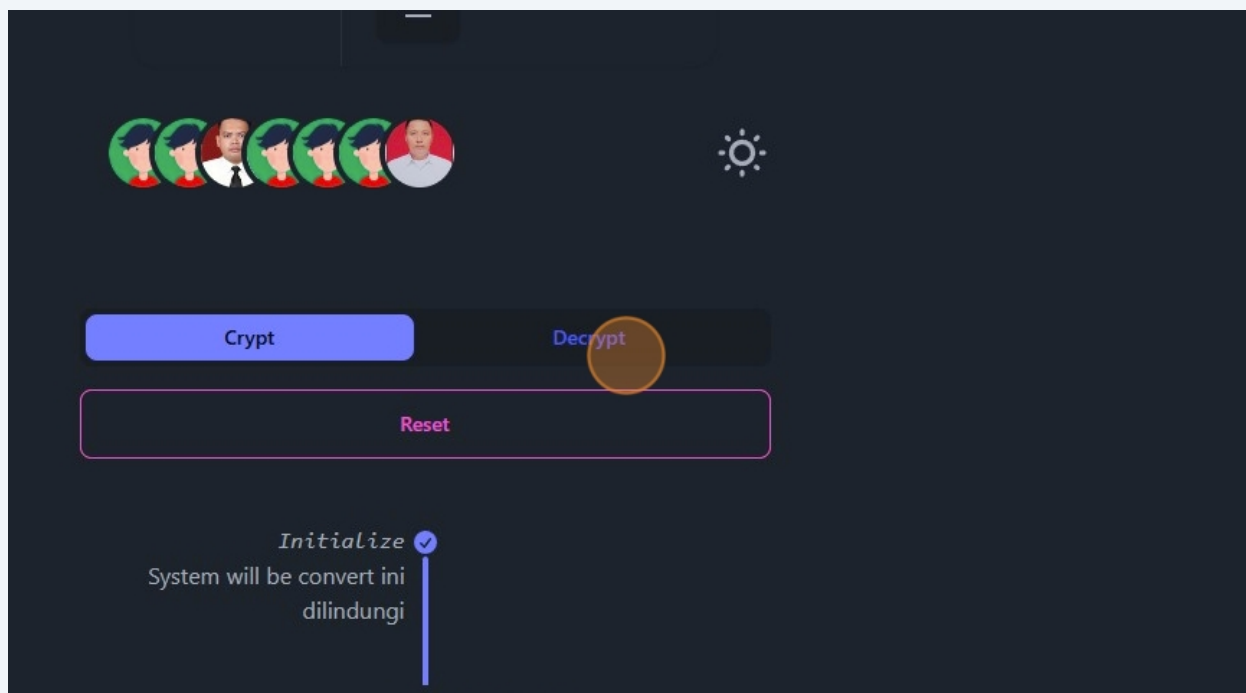 Crypt
Decrypt
Reset
Initialize
System will be convert ini
dilindungi